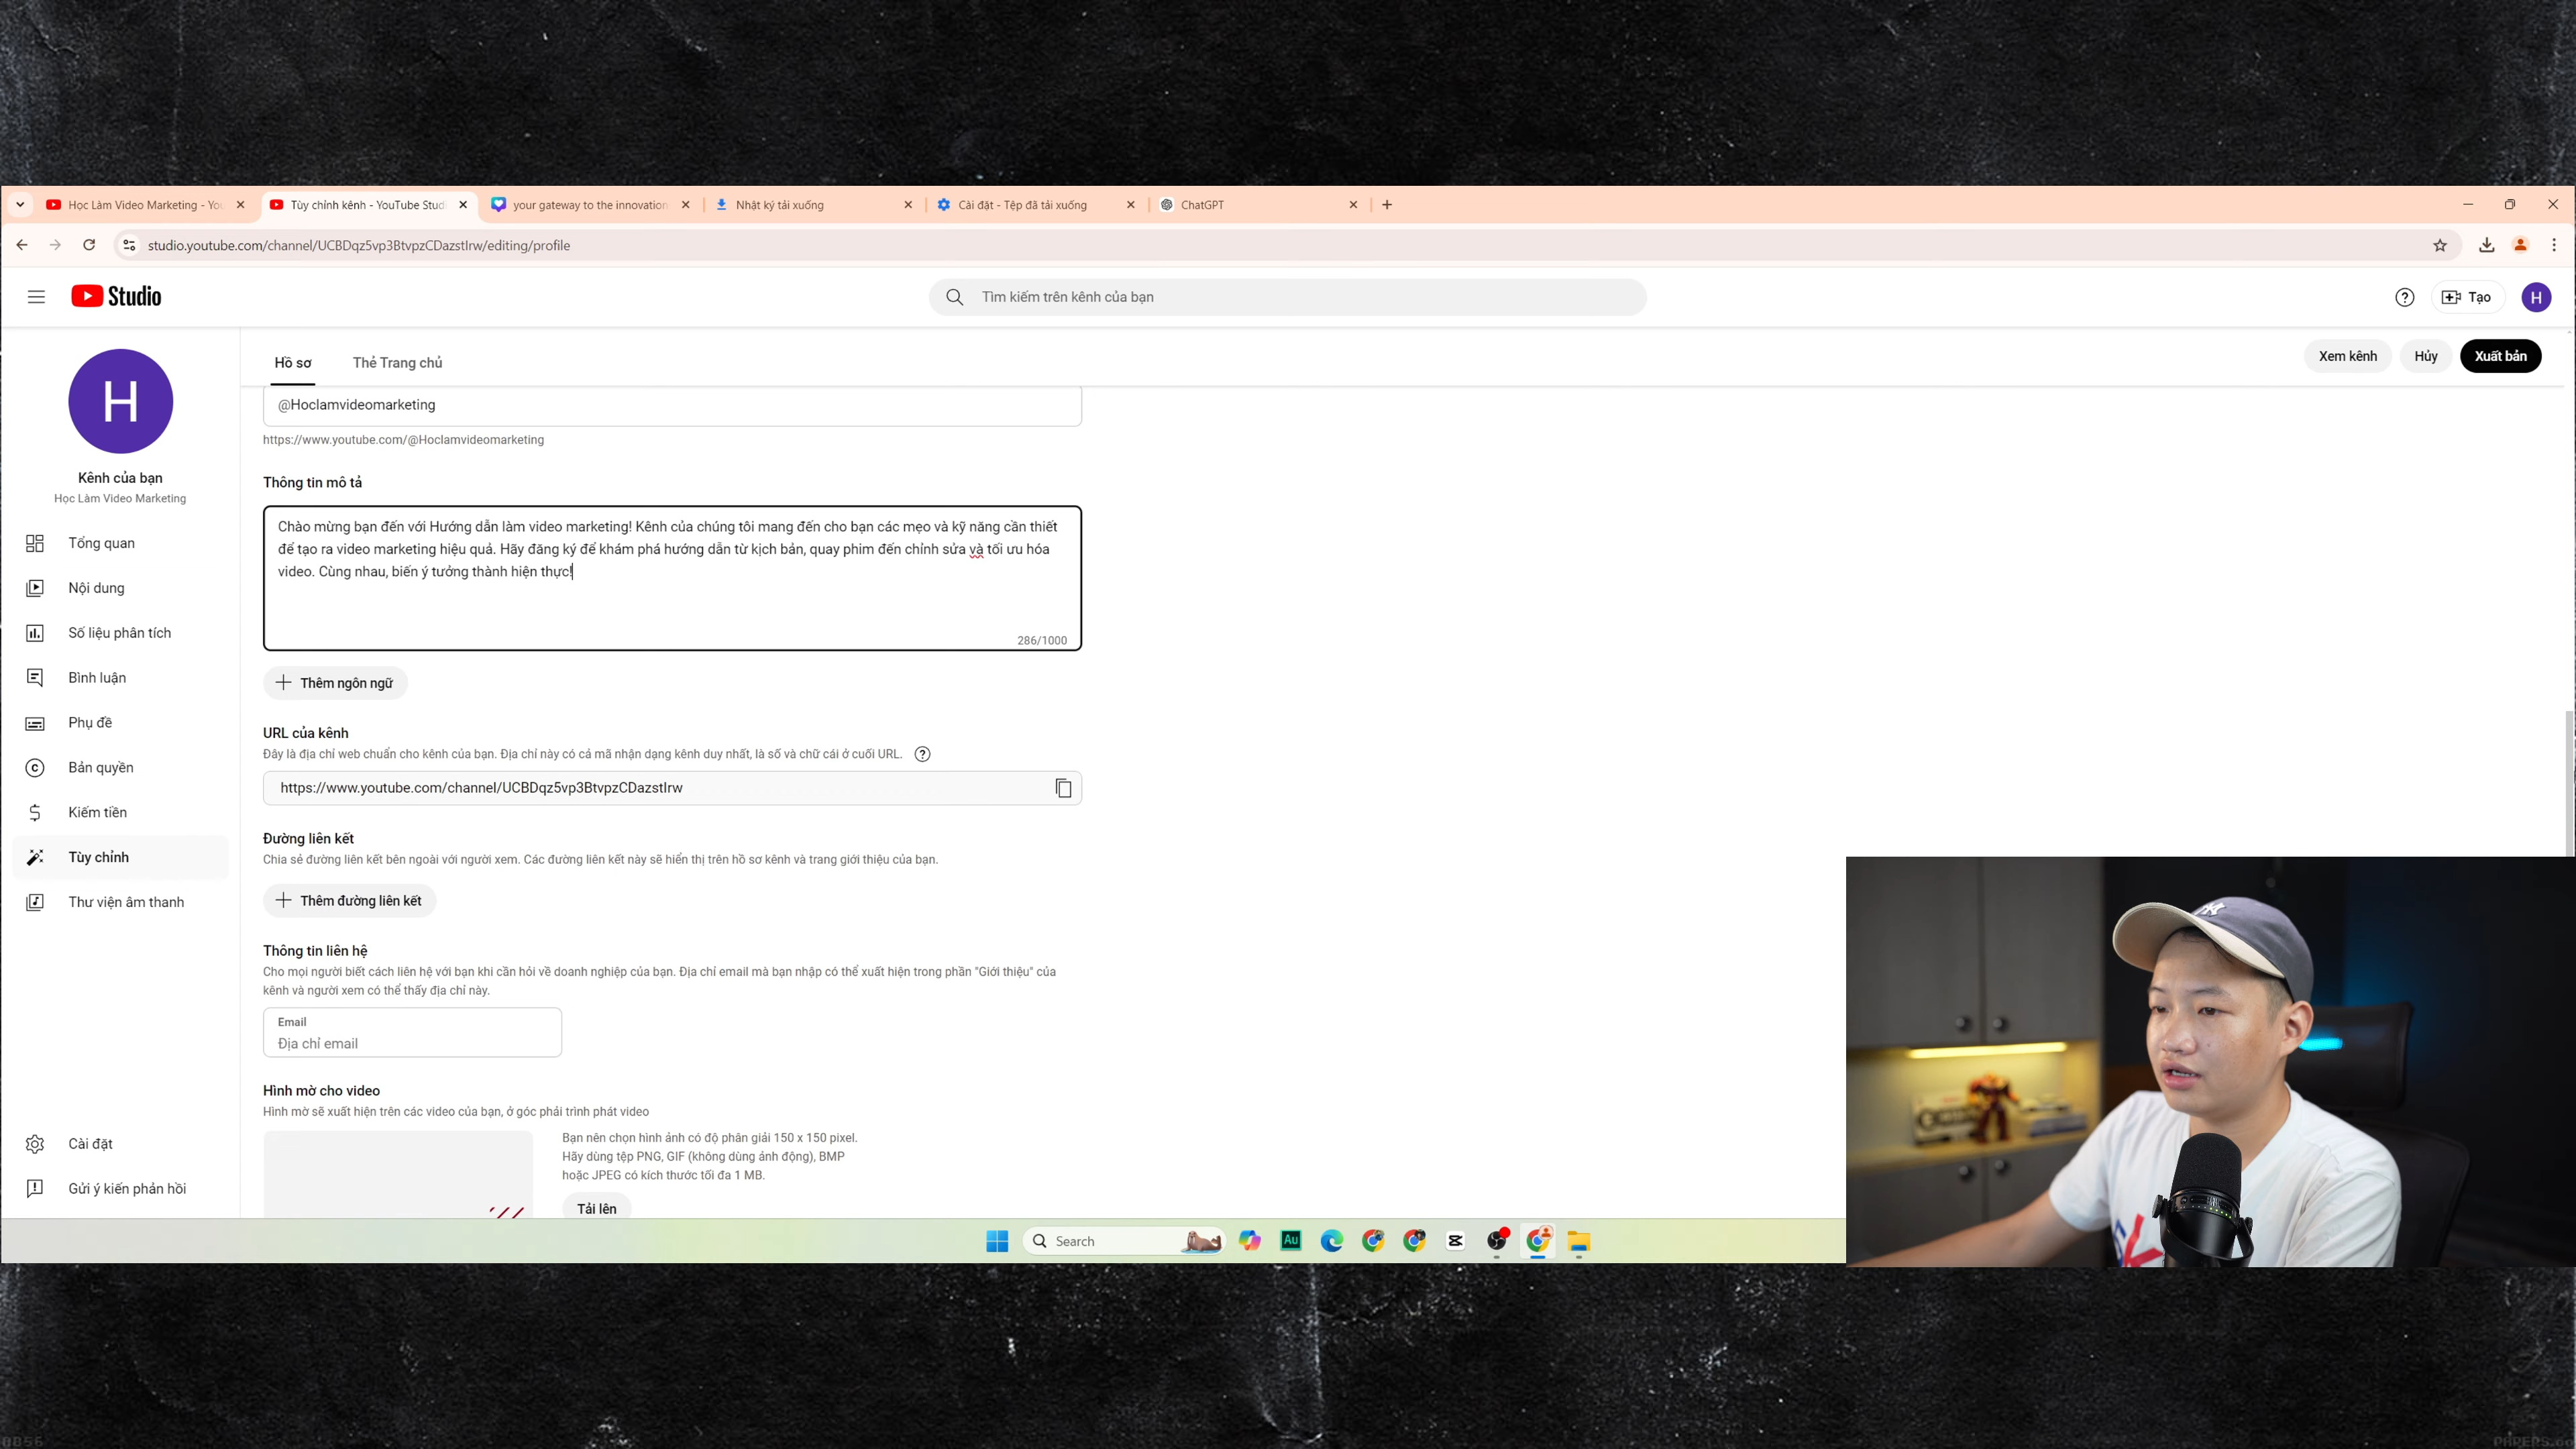 Học Làm Video Marketing - You
Tùy chỉnh kênh - YouTube Stud
your gateway to the innovation
Nhật ký tải xuống
Cài đặt - Tệp đã tải xuống
ChatGPT
studio.youtube.com/channel/UCBDqz5vp3BtvpzCDazstIrw/editing/profile
Studio
Tìm kiếm trên kênh của bạn
Tạo
H
H
Kênh của bạn
Học Làm Video Marketing
Tổng quan
Nội dung
Số liệu phân tích
Bình luận
Phụ đề
Bản quyền
Kiếm tiền
Tùy chỉnh
Thư viện âm thanh
Cài đặt
Gửi ý kiến phản hồi
Hồ sơ
Thẻ Trang chủ
Xem kênh
Hủy
Xuất bản
@Hoclamvideomarketing
https://www.youtube.com/@Hoclamvideomarketing
Thông tin mô tả
Chào mừng bạn đến với Hướng dẫn làm video marketing! Kênh của chúng tôi mang đến cho bạn các mẹo và kỹ năng cần thiết
để tạo ra video marketing hiệu quả. Hãy đăng ký để khám phá hướng dẫn từ kịch bản, quay phim đến chỉnh sửa và tối ưu hóa
video. Cùng nhau, biến ý tưởng thành hiện thực!
286/1000
Thêm ngôn ngữ
URL của kênh
Đây là địa chỉ web chuẩn cho kênh của bạn. Địa chỉ này có cả mã nhận dạng kênh duy nhất, là số và chữ cái ở cuối URL.
https://www.youtube.com/channel/UCBDqz5vp3BtvpzCDazstIrw
Đường liên kết
Chia sẻ đường liên kết bên ngoài với người xem. Các đường liên kết này sẽ hiển thị trên hồ sơ kênh và trang giới thiệu của bạn.
Thêm đường liên kết
Thông tin liên hệ
Cho mọi người biết cách liên hệ với bạn khi cần hỏi về doanh nghiệp của bạn. Địa chỉ email mà bạn nhập có thể xuất hiện trong phần "Giới thiệu" của
kênh và người xem có thể thấy địa chỉ này.
Email
Địa chỉ email
Hình mờ cho video
Hình mờ sẽ xuất hiện trên các video của bạn, ở góc phải trình phát video
Bạn nên chọn hình ảnh có độ phân giải 150 x 150 pixel.
Hãy dùng tệp PNG, GIF (không dùng ảnh động), BMP
hoặc JPEG có kích thước tối đa 1 MB.
Tải lên
Search
Au